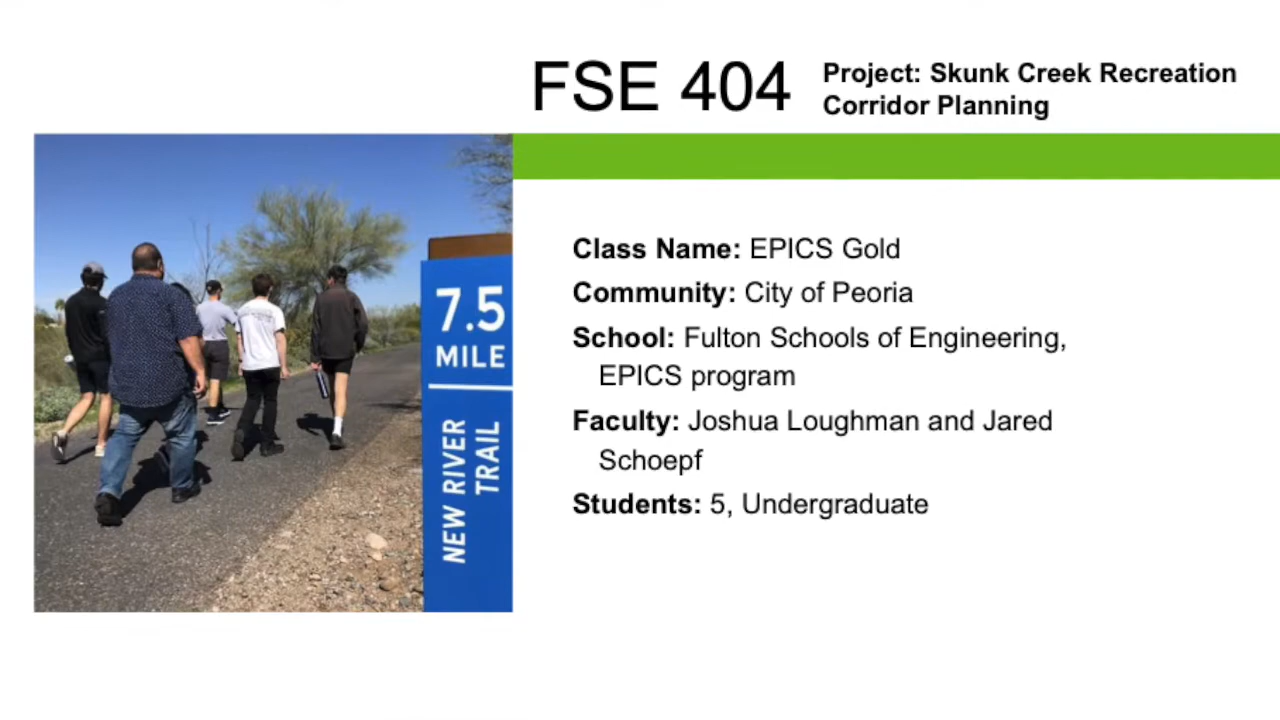 FSE 404
Project: Skunk Creek Recreation
Corridor Planning
7.5
MILE
NEW RIVER
TRAIL
Class Name: EPICS Gold
Community: City of Peoria
School: Fulton Schools of Engineering,
EPICS program
Faculty: Joshua Loughman and Jared
Schoepf
Students: 5, Undergraduate